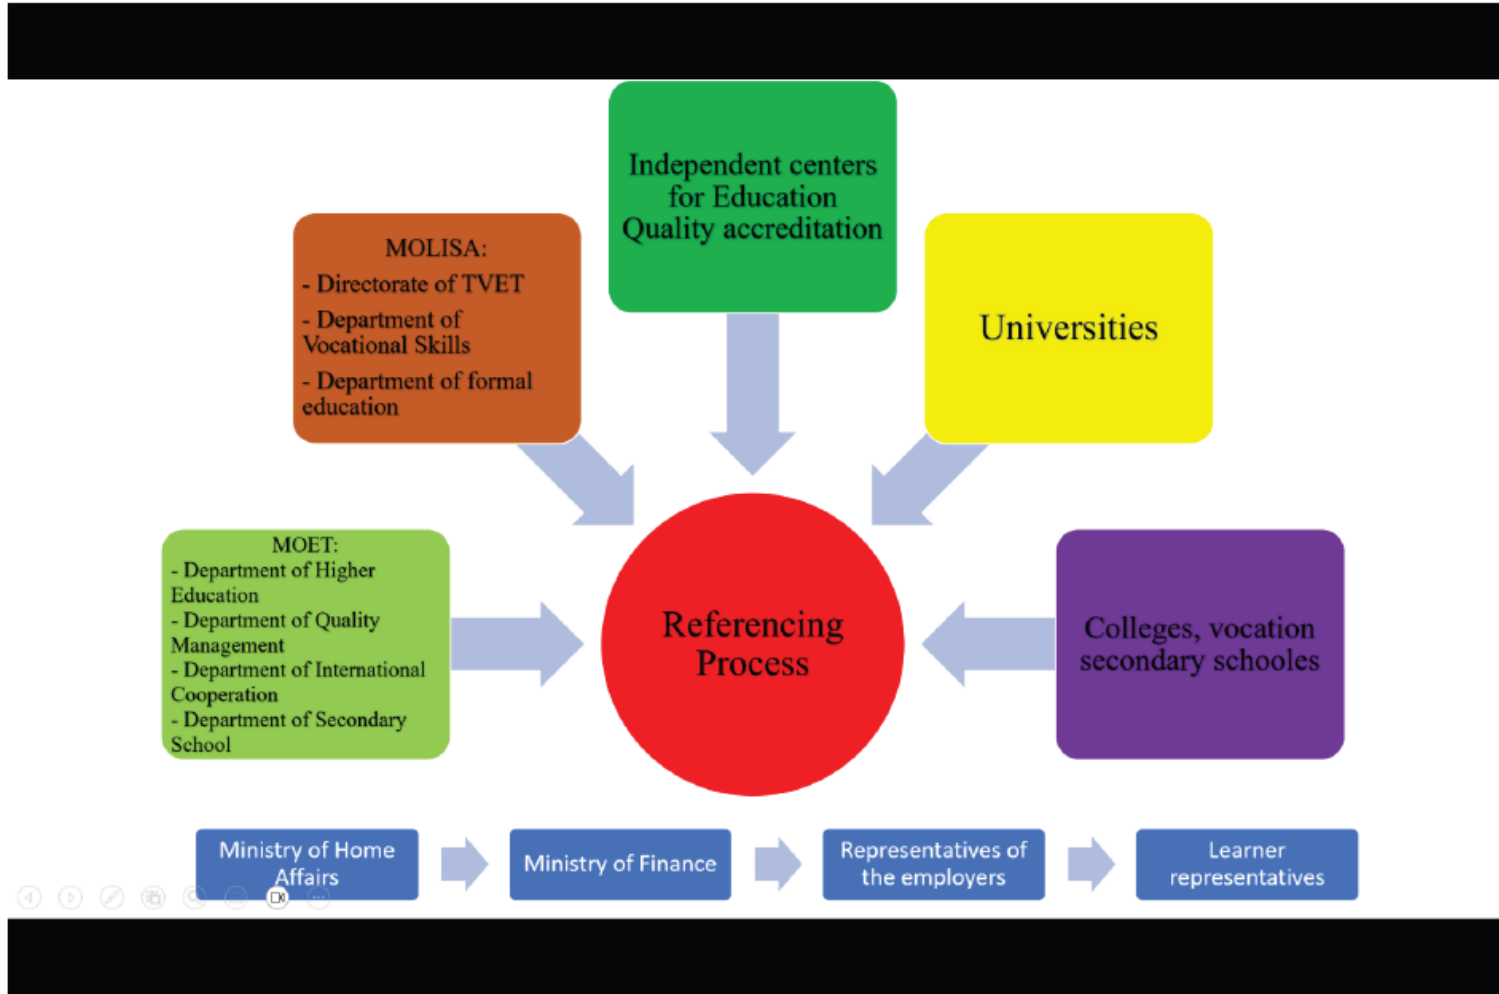 Independent centers
for Education
Quality accreditation
MOLISA:
- Directorate of TVET
- Department of
Vocational Skills
- Department of formal
education
Universities
MOET:
- Department of Higher
Education
- Department of Quality
Management
- Department of International
Cooperation
- Department of Secondary
School
Referencing
Process
Colleges, vocation
secondary schooles
Ministry of Home
Affairs
Ministry of Finance
Representatives of
the employers
Learner
representatives